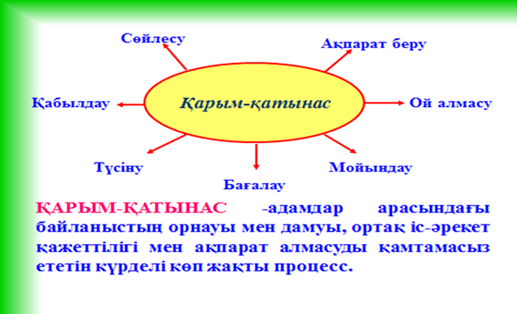 Сөйлесу
Ақпарат беру
Қабылдау
Қарым-қатынас
Ой алмасу
Түсіну
Мойындау
Бағалау
ҚАРЫМ-ҚАТЫНАС -адамдар арасындағы
байланыстың орнауы мен дамуы, ортақ іс-әрекет
қажеттілігі мен ақпарат алмасуды қамтамасыз
ететін күрделі көп жақты процесс.